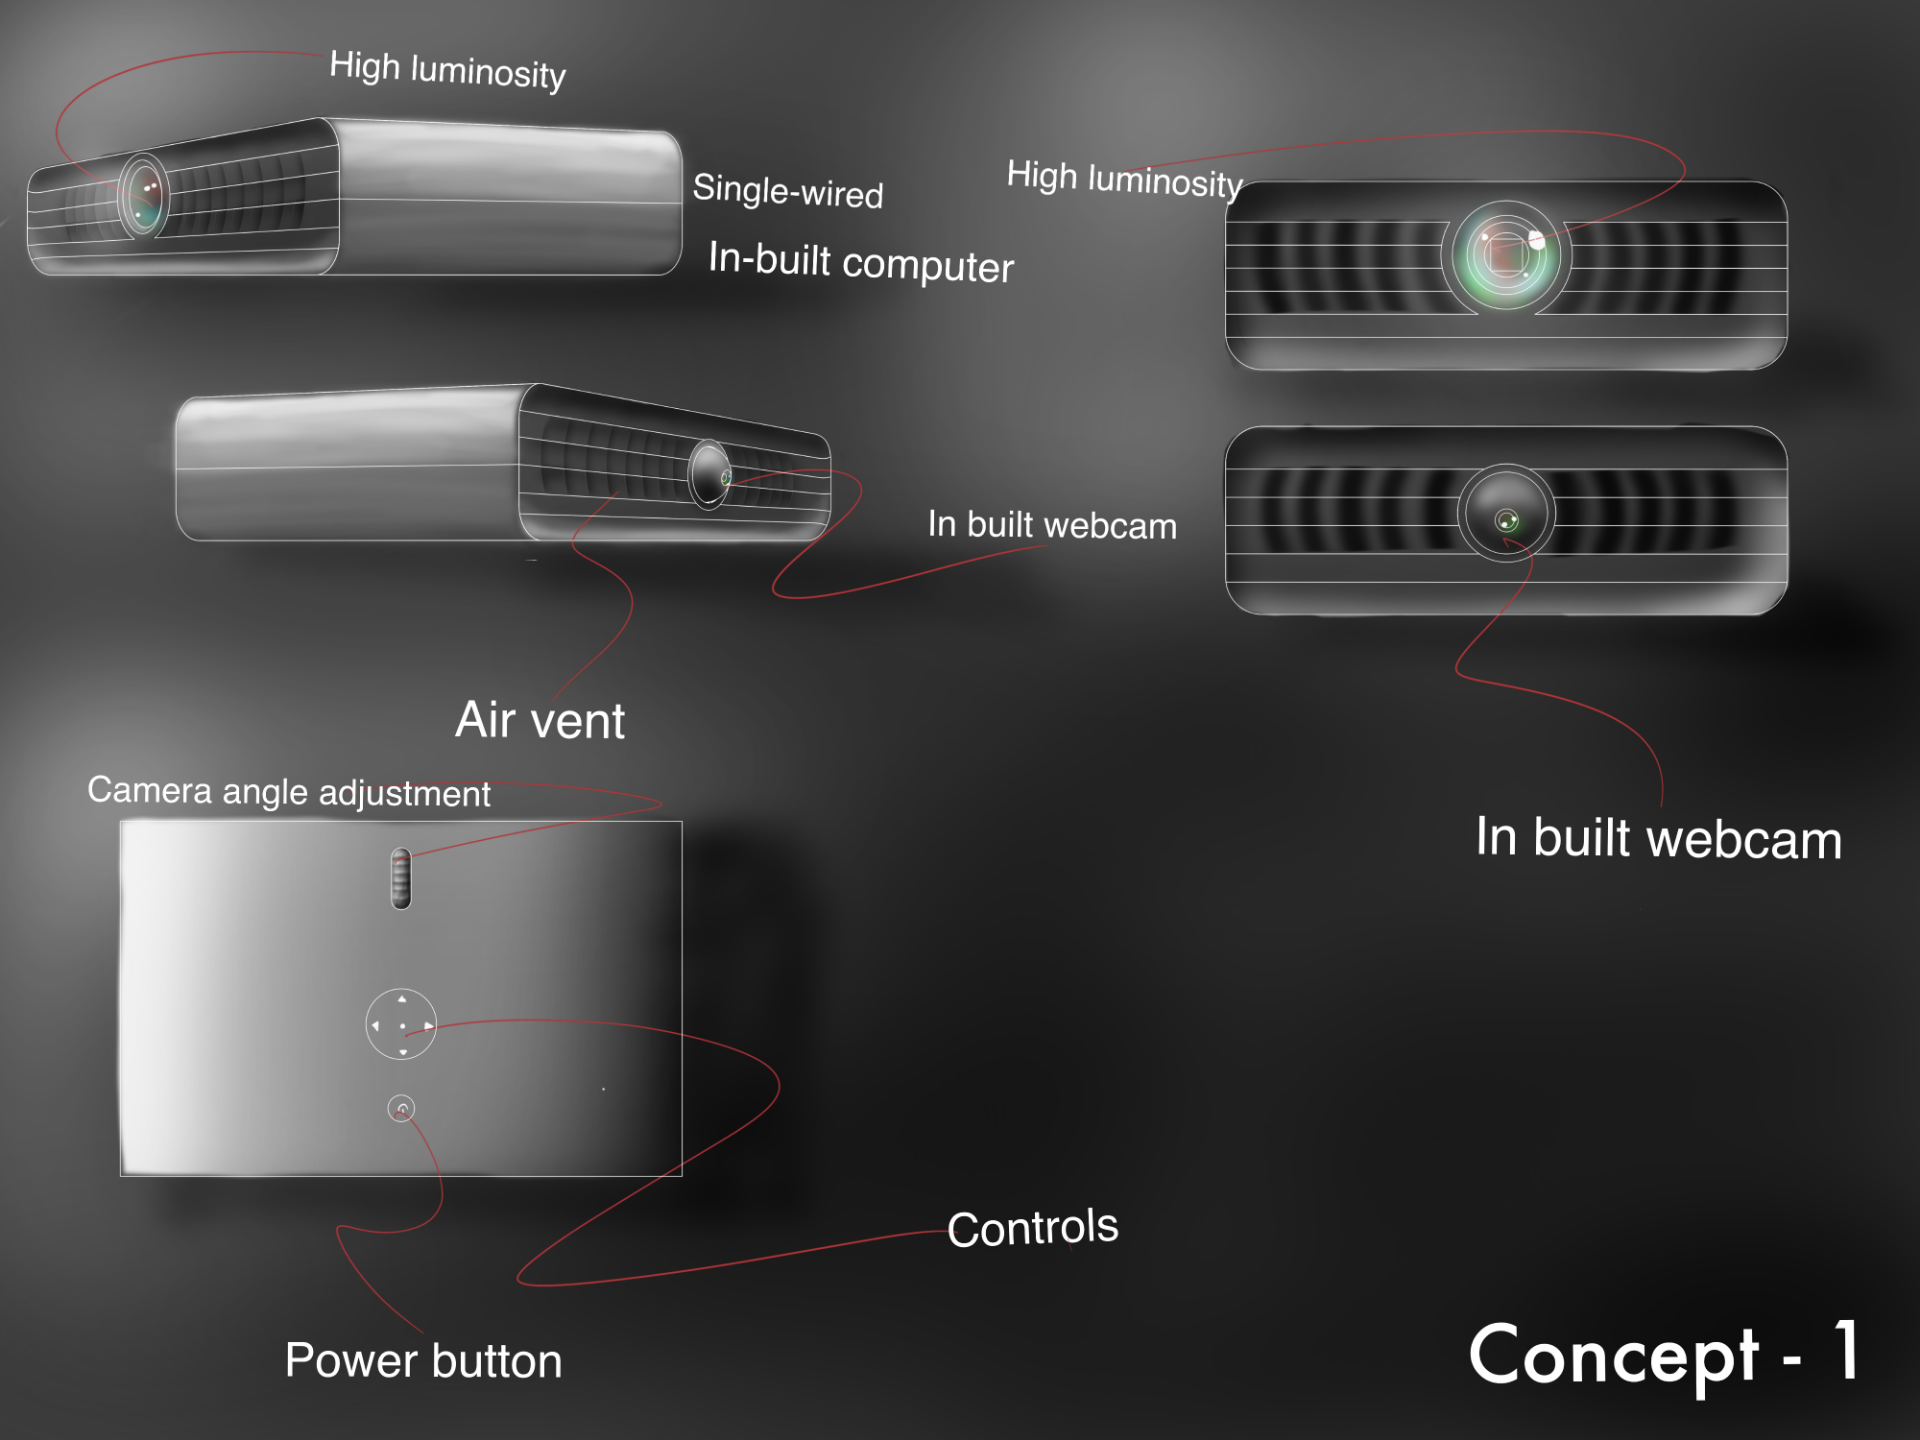 High luminosity
Single-wired
In-built computer
High luminosity
In built webcam
Air vent
Camera angle adjustment
In built webcam
Controls
Power button
Concept - 1